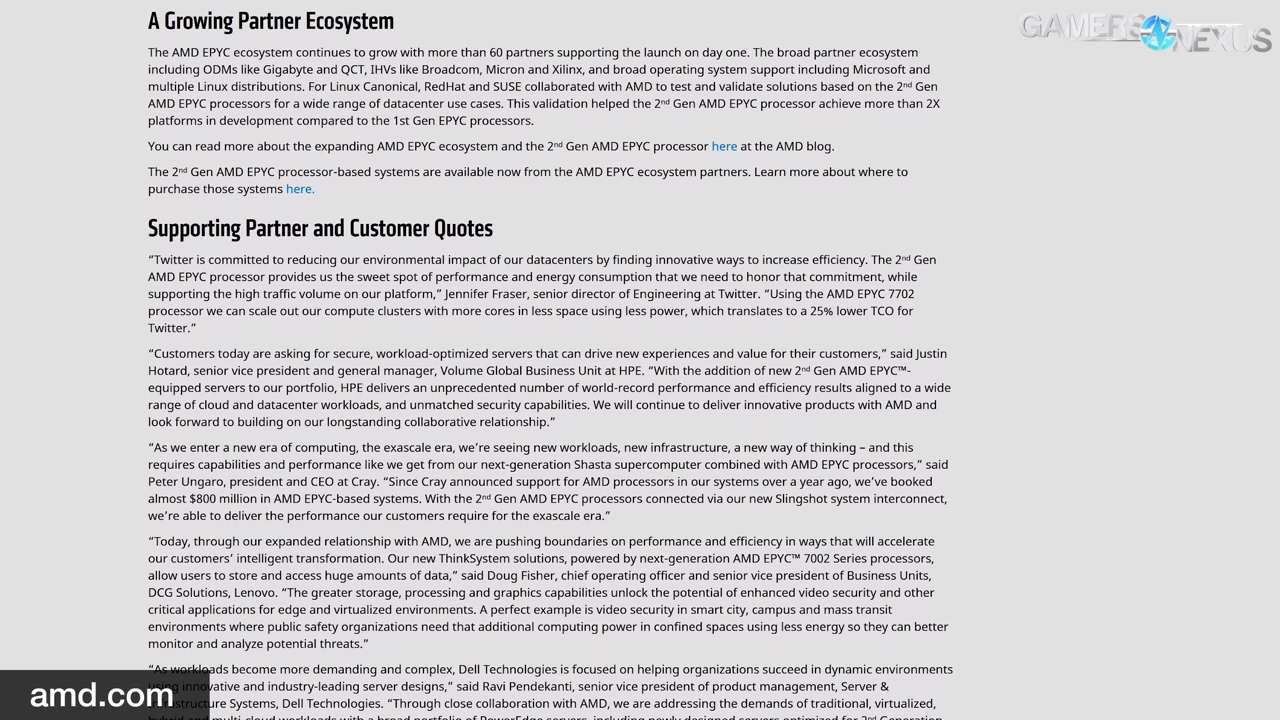 A Growing Partner Ecosystem
GAMERS NEXUS
The AMD EPYC ecosystem continues to grow with more than 60 partners supporting the launch on day one. The broad partner ecosystem
including ODMs like Gigabyte and QCT, IHVs like Broadcom, Micron and Xilinx, and broad operating system support including Microsoft and
multiple Linux distributions. For Linux Canonical, RedHat and SUSE collaborated with AMD to test and validate solutions based on the 2nd Gen
AMD EPYC processors for a wide range of datacenter use cases. This validation helped the 2nd Gen AMD EPYC processor achieve more than 2X
platforms in development compared to the 1st Gen EPYC processors.
You can read more about the expanding AMD EPYC ecosystem and the 2nd Gen AMD EPYC processor here at the AMD blog.
The 2nd Gen AMD EPYC processor-based systems are available now from the AMD EPYC ecosystem partners. Learn more about where to
purchase those systems here.
Supporting Partner and Customer Quotes
“Twitter is committed to reducing our environmental impact of our datacenters by finding innovative ways to increase efficiency. The 2nd Gen
AMD EPYC processor provides us the sweet spot of performance and energy consumption that we need to honor that commitment, while
supporting the high traffic volume on our platform,” Jennifer Fraser, senior director of Engineering at Twitter. “Using the AMD EPYC 7702
processor we can scale out our compute clusters with more cores in less space using less power, which translates to a 25% lower TCO for
Twitter.”
“Customers today are asking for secure, workload-optimized servers that can drive new experiences and value for their customers,” said Justin
Hotard, senior vice president and general manager, Volume Global Business Unit at HPE. “With the addition of new 2nd Gen AMD EPYC™-
equipped servers to our portfolio, HPE delivers an unprecedented number of world-record performance and efficiency results aligned to a wide
range of cloud and datacenter workloads, and unmatched security capabilities. We will continue to deliver innovative products with AMD and
look forward to building on our longstanding collaborative relationship.”
“As we enter a new era of computing, the exascale era, we’re seeing new workloads, new infrastructure, a new way of thinking – and this
requires capabilities and performance like we get from our next-generation Shasta supercomputer combined with AMD EPYC processors,” said
Peter Ungaro, president and CEO at Cray. “Since Cray announced support for AMD processors in our systems over a year ago, we’ve booked
almost $800 million in AMD EPYC-based systems. With the 2nd Gen AMD EPYC processors connected via our new Slingshot system interconnect,
we’re able to deliver the performance our customers require for the exascale era.”
“Today, through our expanded relationship with AMD, we are pushing boundaries on performance and efficiency in ways that will accelerate
our customers’ intelligent transformation. Our new ThinkSystem solutions, powered by next-generation AMD EPYC™ 7002 Series processors,
allow users to store and access huge amounts of data,” said Doug Fisher, chief operating officer and senior vice president of Business Units,
DCG Solutions, Lenovo. “The greater storage, processing and graphics capabilities unlock the potential of enhanced video security and other
critical applications for edge and virtualized environments. A perfect example is video security in smart city, campus and mass transit
environments where public safety organizations need that additional computing power in confined spaces using less energy so they can better
monitor and analyze potential threats.”
“As workloads become more demanding and complex, Dell Technologies is focused on helping organizations succeed in dynamic environments
using innovative and industry-leading server designs,” said Ravi Pendekanti, senior vice president of product management, Server &
Infrastructure Systems, Dell Technologies. “Through close collaboration with AMD, we are addressing the demands of traditional, virtualized,
hybrid and multi-cloud workloads with a broad portfolio of PowerEdge servers, including newly designed servers optimized for 2nd Generation
amd.com